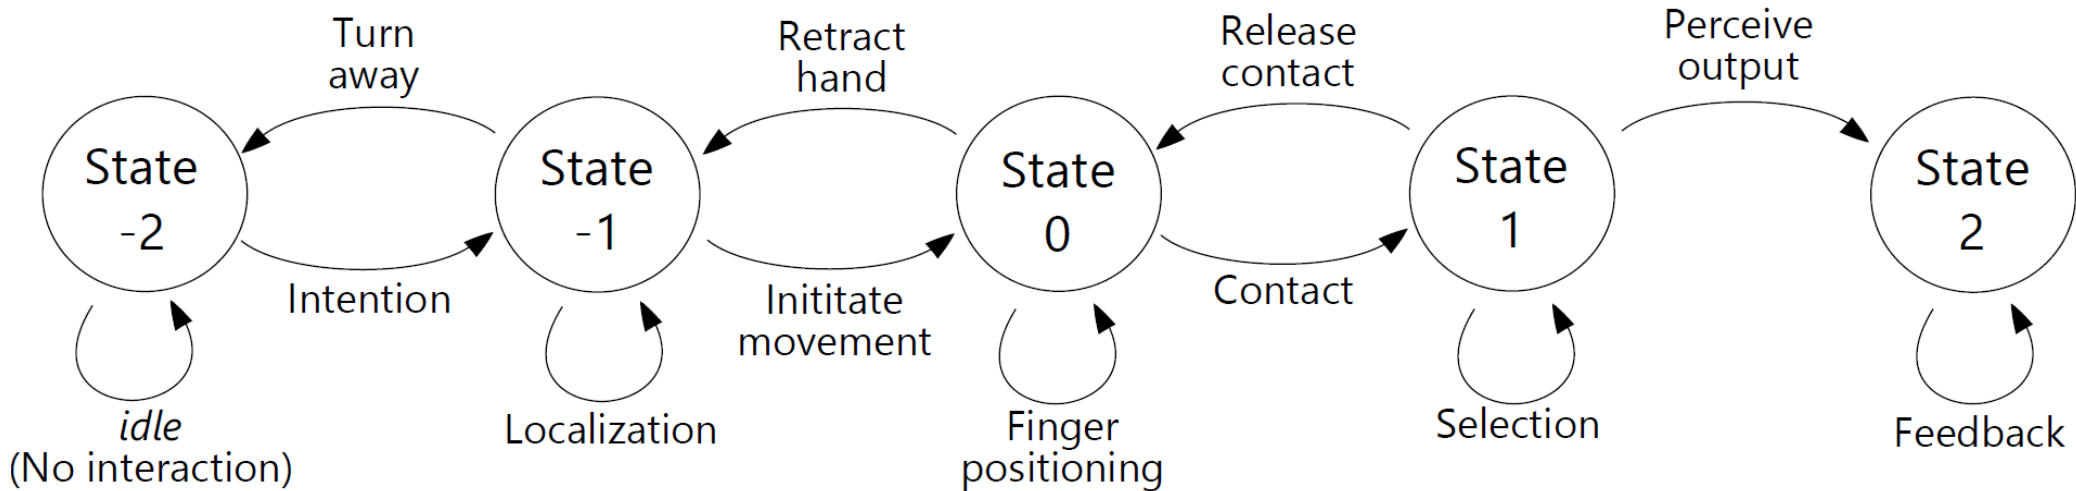 Turn
away
Retract
hand
Release
contact
Perceive
output
State
-2
State
-1
State
0
State
1
State
2
Intention
Inititate
movement
Contact
idle
(No interaction)
Localization
Finger
positioning
Selection
Feedback